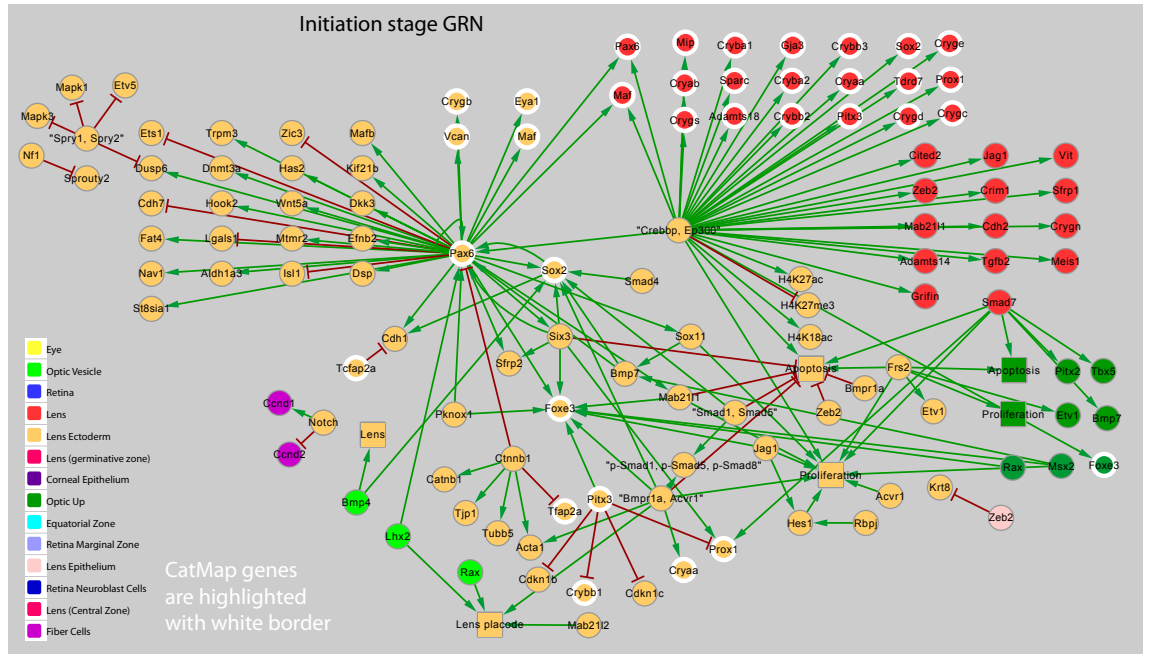 Initiation stage GRN
Mapk1
Etv5
Mapk3
"Spry1, Spry2"
Nf1
Sprouty2
Ets1
Trpm3
Zic3
Mafb
Dusp6
Dnmt3a
Has2
Kif21b
Cdh7
Hook2
Wnt5a
Dkk3
Fat4
Lgals1
Mtmr2
Efnb2
Nav1
Aldh1a3
Isl1
Dsp
St8sia1
Crygb
Eya1
Vcan
Maf
Pax6
Pax6
Maf
Mip
Cryba1
Gja3
Crybb3
Sox2
Cryge
Cryab
Sparc
Cryba2
Cryaa
Tdrd7
Prox1
Crygs
Adamts18
Crybb2
Pitx3
Crygd
Crygc
"Crebbp, Ep300"
Cited2
Jag1
Vit
Zeb2
Crim1
Sfrp1
Mab21l1
Cdh2
Crygn
Adamts14
Tgfb2
Meis1
Grifin
Smad7
H4K27ac
H4K27me3
H4K18ac
Sox2
Smad4
Cdh1
Tcfap2a
Six3
Sox11
Sfrp2
Bmp7
Apoptosis
Frs2
Apoptosis
Pitx2
Tbx5
Bmpr1a
Mab21l1
"Smad1, Smad5"
Zeb2
Etv1
Proliferation
Etv1
Bmp7
Ccnd1
Notch
Ccnd2
Lens
Pknox1
Foxe3
Jag1
Ctnnb1
Catnb1
"p-Smad1, p-Smad5, p-Smad8"
Proliferation
Rax
Msx2
Foxe3
Bmp4
Lhx2
Tjp1
Tubb5
Acta1
Tfap2a
Pitx3
"Bmpr1a, Acvr1"
Hes1
Rbpj
Acvr1
Krt8
Zeb2
Prox1
Cryaa
Rax
Cdkn1b
Crybb1
Cdkn1c
Lens placode
Mab21l2
Eye
Optic Vesicle
Retina
Lens
Lens Ectoderm
Lens (germinative zone)
Corneal Epithelium
Optic Up
Equatorial Zone
Retina Marginal Zone
Lens Epithelium
Retina Neuroblast Cells
Lens (Central Zone)
Fiber Cells
CatMap genes
are highlighted
with white border